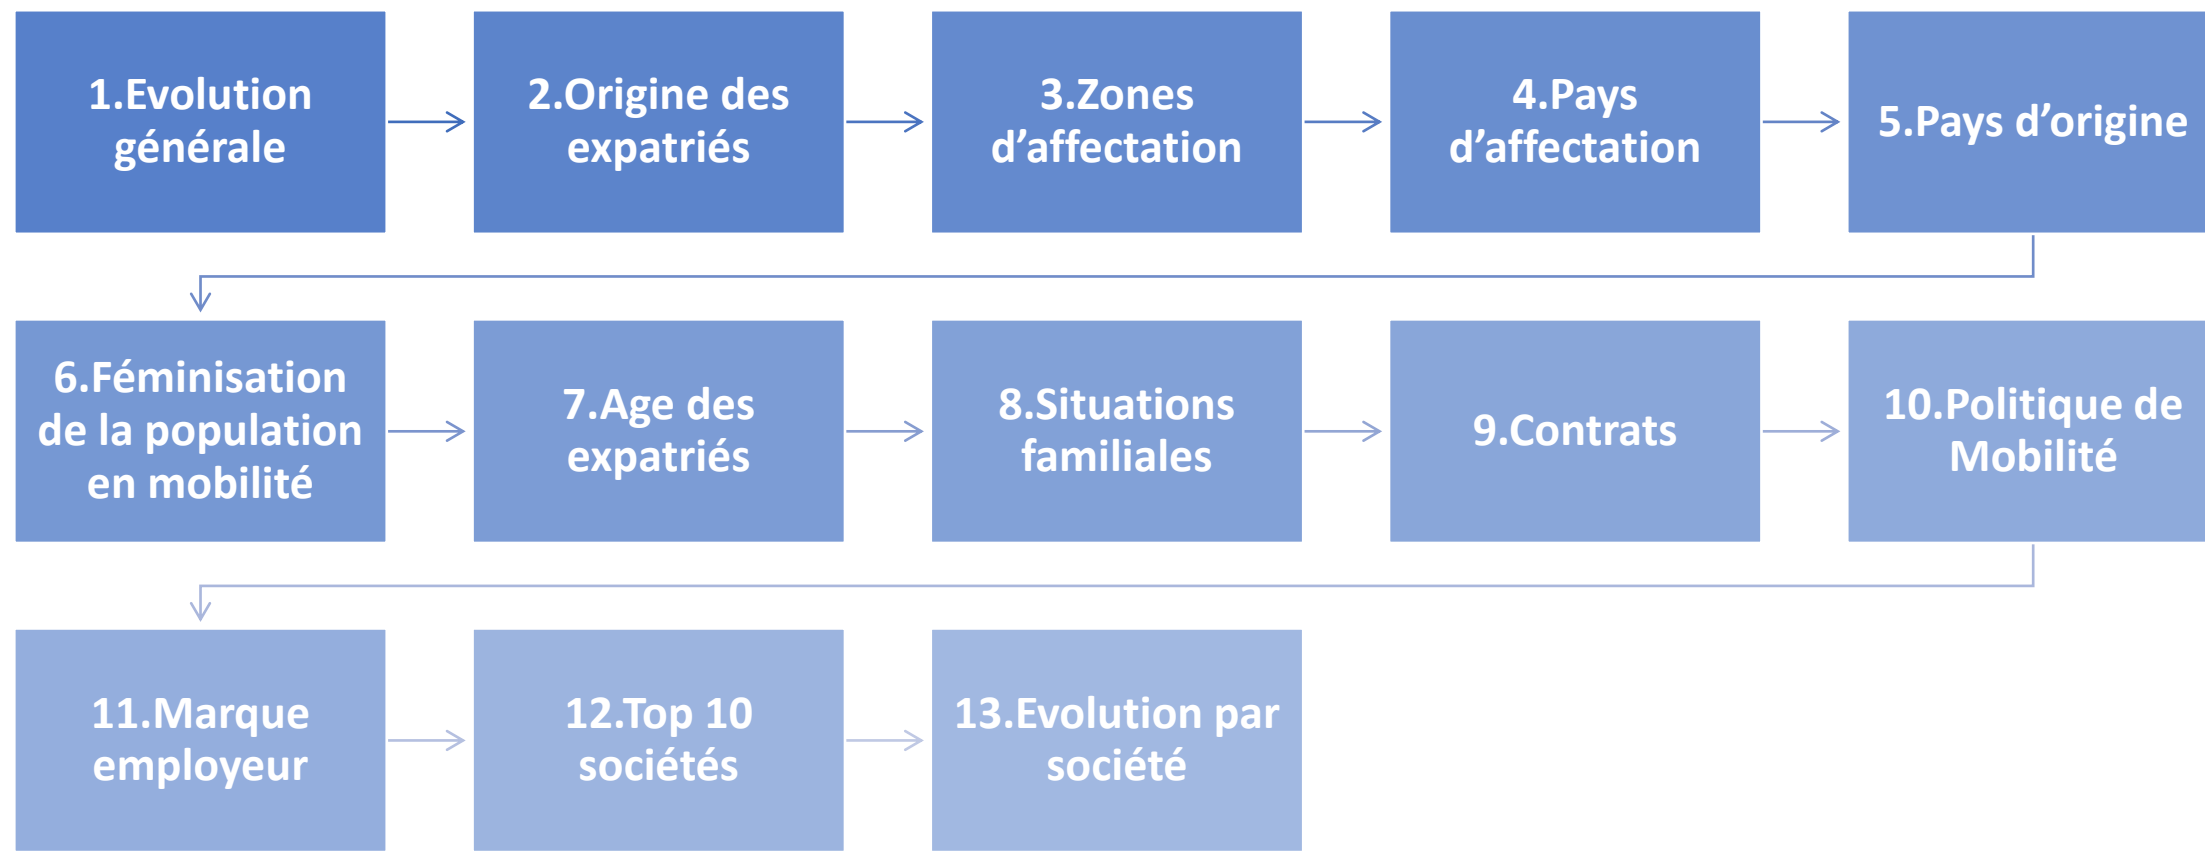 1.Evolution
générale
2.Origine des
expatriés
3.Zones
d’affectation
4.Pays
d’affectation
5.Pays d’origine
6.Féminisation
de la population
en mobilité
7.Age des
expatriés
8.Situations
familiales
9.Contrats
10.Politique de
Mobilité
11.Marque
employeur
12.Top 10
sociétés
13.Evolution par
société